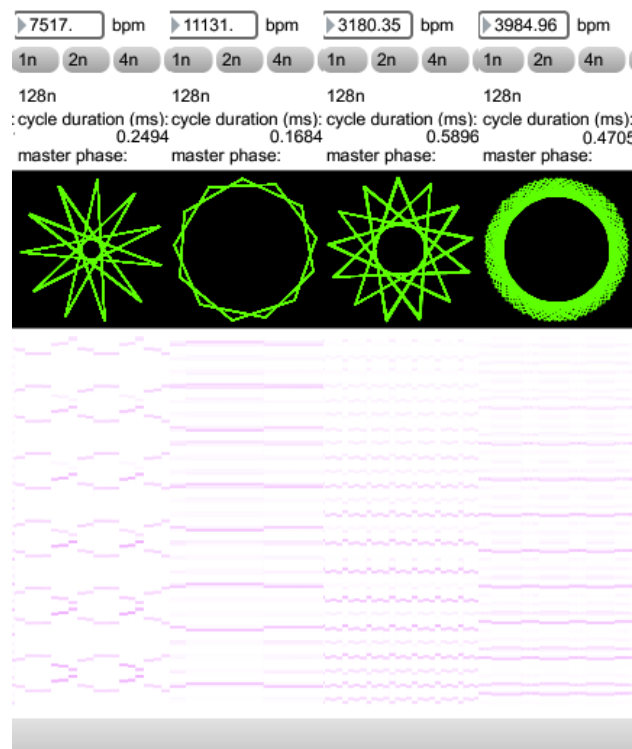 7517. bpm 11131. bpm 3180.35 bpm 3984.96 bpm
1n 2n 4n 1n 2n 4n 1n 2n 4n 1n 2n 4n
128n 128n 128n 128n
: cycle duration (ms): cycle duration (ms): cycle duration (ms): cycle duration (ms):
0.2494 0.1684 0.5896 0.4705
master phase: master phase: master phase: master phase: